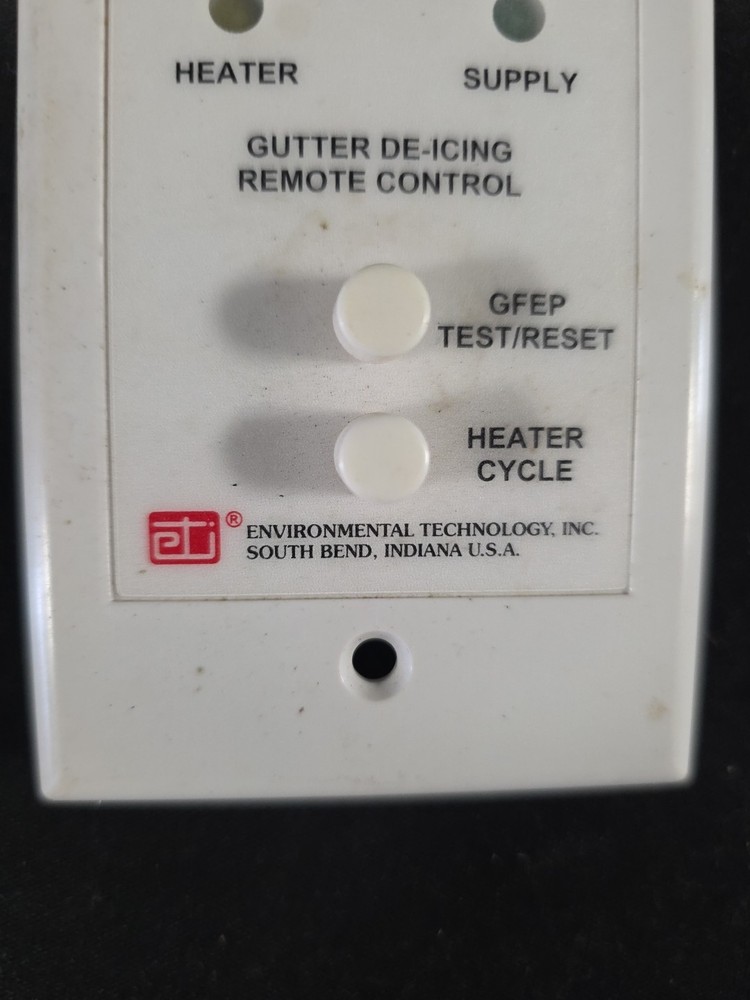 HEATER
SUPPLY
GUTTER DE-ICING
REMOTE CONTROL
GFEP
TEST/RESET
HEATER
CYCLE
eti ®
ENVIRONMENTAL TECHNOLOGY, INC.
SOUTH BEND, INDIANA U.S.A.